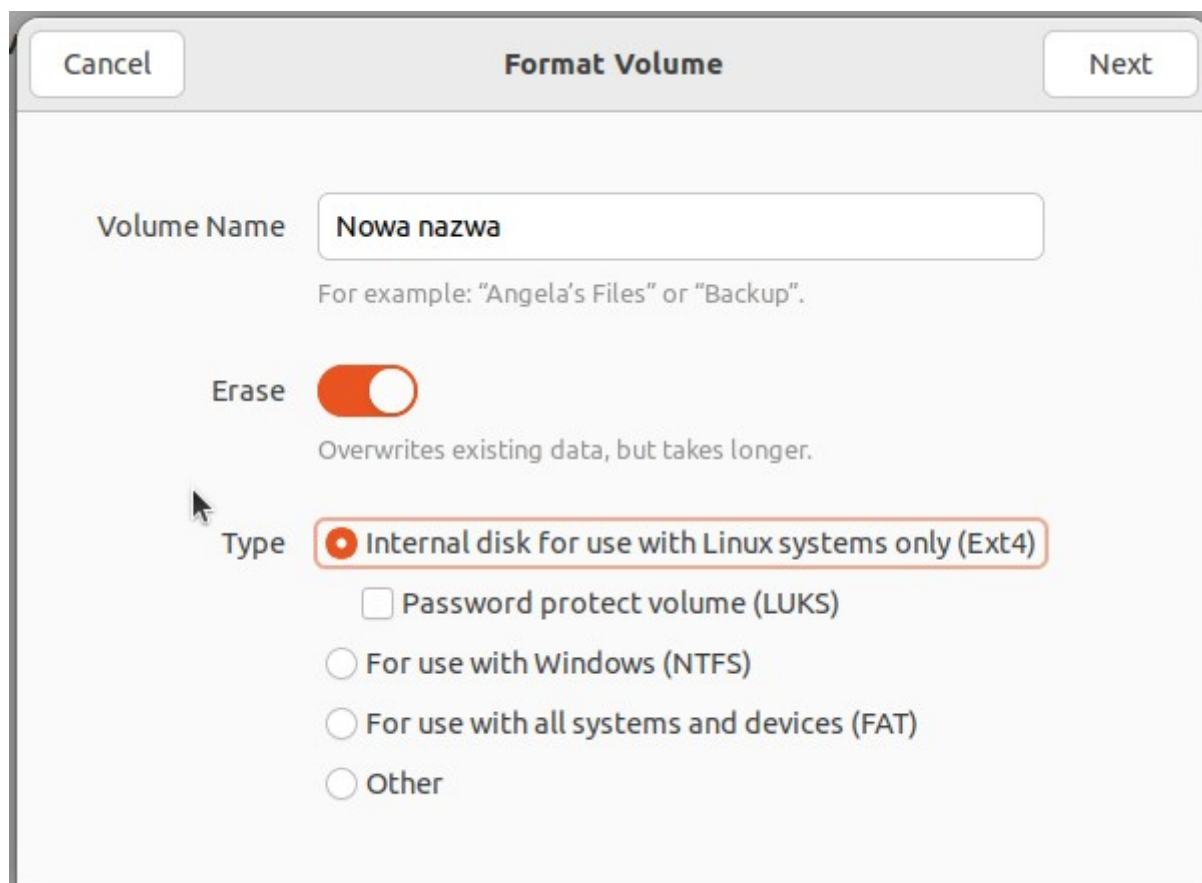 Cancel Format Volume Next
Volume Name Nowa nazwa
For example: “Angela’s Files” or “Backup”.
Erase
Overwrites existing data, but takes longer.
Type Internal disk for use with Linux systems only (Ext4)
Password protect volume (LUKS)
For use with Windows (NTFS)
For use with all systems and devices (FAT)
Other